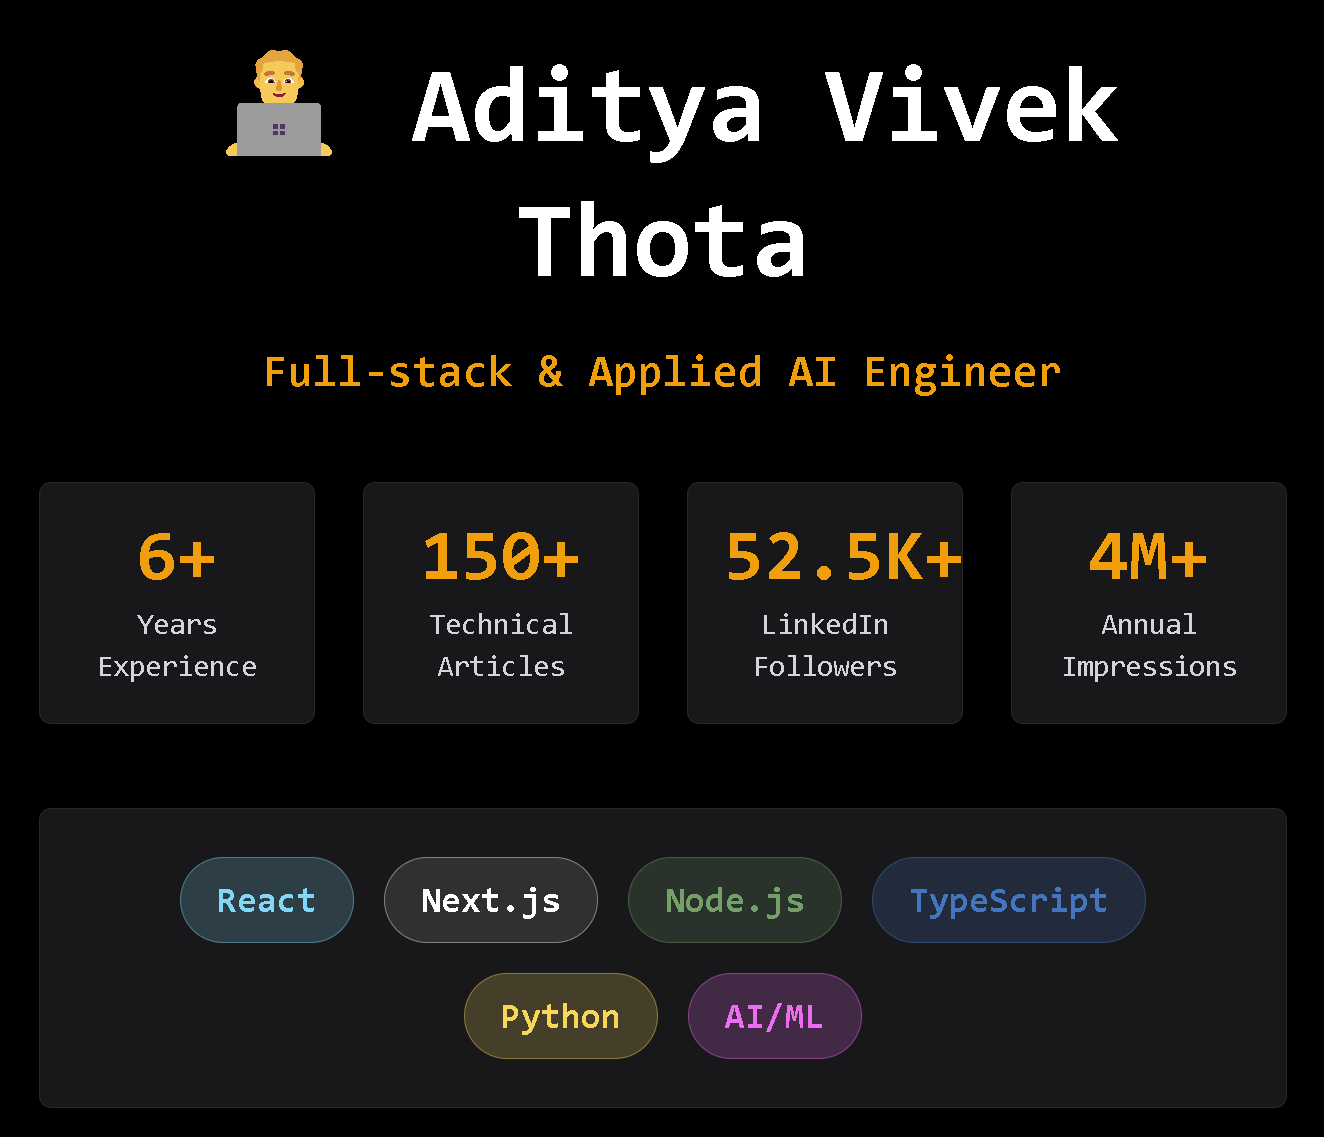 Aditya Vivek
Thota
Full-stack & Applied AI Engineer
6+
Years
Experience
150+
Technical
Articles
52.5K+
LinkedIn
Followers
4M+
Annual
Impressions
React Next.js Node.js TypeScript
Python AI/ML